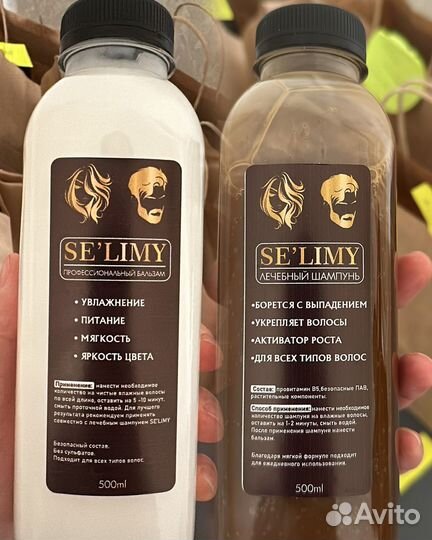 SE'LIMY
ПРОФЕССИОНАЛЬНЫЙ БАЛЬЗАМ
• УВЛАЖНЕНИЕ
• ПИТАНИЕ
• МЯГКОСТЬ
• ЯРКОСТЬ ЦВЕТА
Применение: нанести необходимое
количество на чистые влажные волосы
по всей длине, оставить на 5 -10 минут,
смыть проточной водой. Для лучшего
результата рекомендуем применять
совместно с лечебным шампунем SE'LIMY
Безопасный состав.
Без сульфатов.
Подходит для всех типов волос.
500ml
SE'LIMY
ЛЕЧЕБНЫЙ ШАМПУНЬ
•БОРЕТСЯ С ВЫПАДЕНИЕМ
•УКРЕПЛЯЕТ ВОЛОСЫ
•АКТИВАТОР РОСТА
•ДЛЯ ВСЕХ ТИПОВ ВОЛОС
Состав: провитамин B5,безопасные ПАВ,
растительные компоненты.
Способ применения: нанести необходимое
количество шампуня на влажные волосы,
оставить на 1-2 минуты, смыть водой.
После применения шампуня нанести
бальзам.
Благодаря мягкой формуле подходит
для ежедневного использования.
500ml
Avito